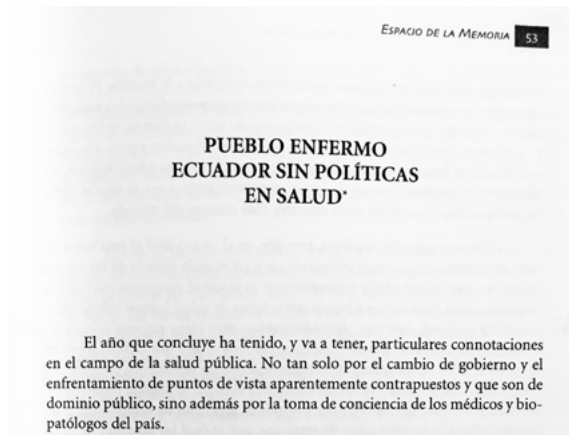 ESPACIO DE LA MEMORIA 53
PUEBLO ENFERMO
ECUADOR SIN POLÍTICAS
EN SALUD*
El año que concluye ha tenido, y va a tener, particulares connotaciones
en el campo de la salud pública. No tan solo por el cambio de gobierno y el
enfrentamiento de puntos de vista aparentemente contrapuestos y que son de
dominio público, sino además por la toma de conciencia de los médicos y bio-
patólogos del país.